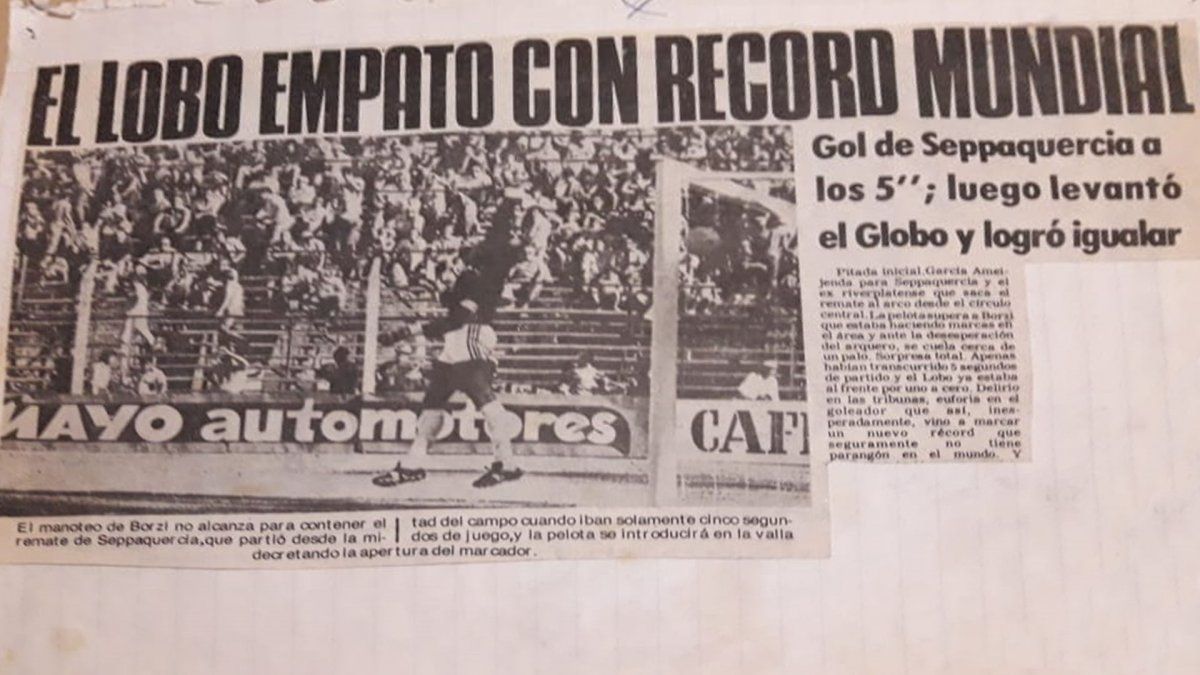 EL LOBO EMPATO CON RECORD MUNDIAL
Gol de Seppaquercia a
los 5''; luego levantó
el Globo y logró igualar
Pitada inicial. García Amei-
jenda para Seppaquercia y el
ex riverplatense que saca el
remate al arco desde el círculo
central. La pelota supera a Borzi
que estaba haciendo marcas en
el área y ante la desesperación
del arquero, se cuela cerca de
un palo. Sorpresa total. Apenas
habían transcurrido 5 segundos
de partido y el Lobo ya estaba
al frente por uno a cero. Delirio
en las tribunas, euforia en el
goleador que así, ines-
peradamente, vino a marcar
un nuevo récord que
seguramente no tiene
parangón en el mundo. Y
MAYO automotores
CAF
El manoteo de Borzi no alcanza para contener el
remate de Seppaquercia, que partió desde la mi-
tad del campo cuando iban solamente cinco segun-
dos de juego, y la pelota se introducirá en la valla
decretando la apertura del marcador.